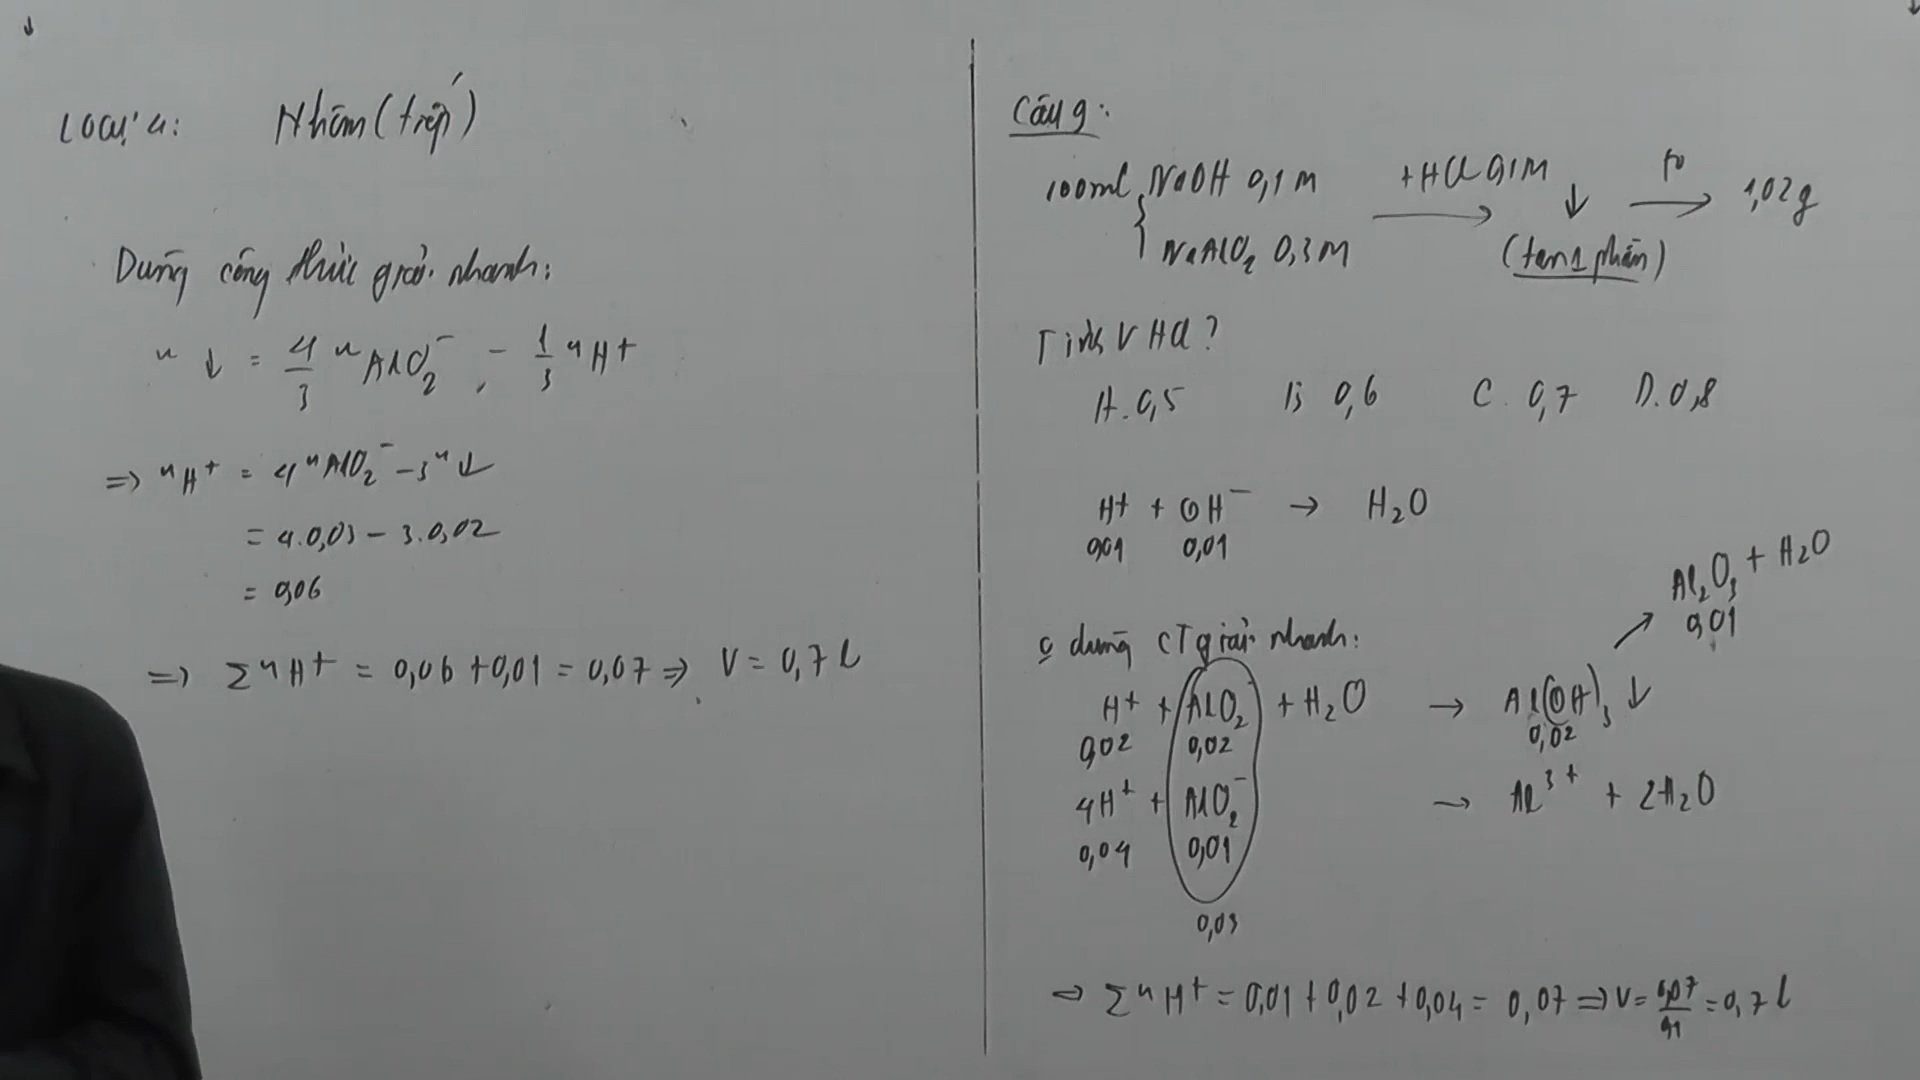 Loại 4: Nhôm (tiếp)
Dùng công thức giải nhanh:
n↓ = 4/3 nAlO₂⁻ - 1/3 nH⁺
=> nH⁺ = 4nAlO₂⁻ - 3n↓
= 4.0,03 - 3.0,02
= 0,06
=> ΣnH⁺ = 0,06 + 0,01 = 0,07 => V = 0,7 l
Câu 9:
100ml { NaOH 0,1M +HCl 0,1M → ↓ tº → 1,02g
NaAlO₂ 0,3M (tan 1 phần)
Tính V HCl?
A. 0,5 B 0,6 C. 0,7 D. 0,8
H⁺ + OH⁻ → H₂O
0,01 0,01
Al₂O₃ + H₂O
0,01
dùng CT giải nhanh:
H⁺ + AlO₂⁻ + H₂O → Al(OH)₃ ↓
0,02 0,02 0,02
4H⁺ + AlO₂⁻ → Al³⁺ + 2H₂O
0,04 0,01
0,03
=> ΣnH⁺ = 0,01 + 0,02 + 0,04 = 0,07 => V = 0,07/0,1 = 0,7 l